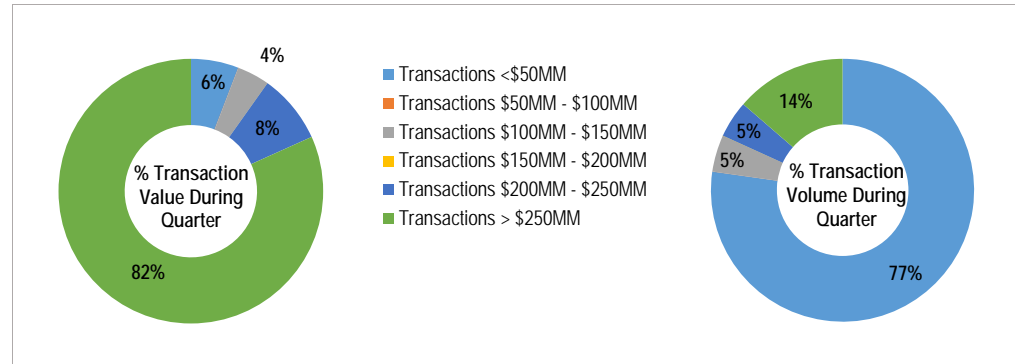 6%
4%
8%
82%
% Transaction
Value During
Quarter
Transactions <$50MM
Transactions $50MM - $100MM
Transactions $100MM - $150MM
Transactions $150MM - $200MM
Transactions $200MM - $250MM
Transactions > $250MM
14%
5%
5%
77%
% Transaction
Volume During
Quarter